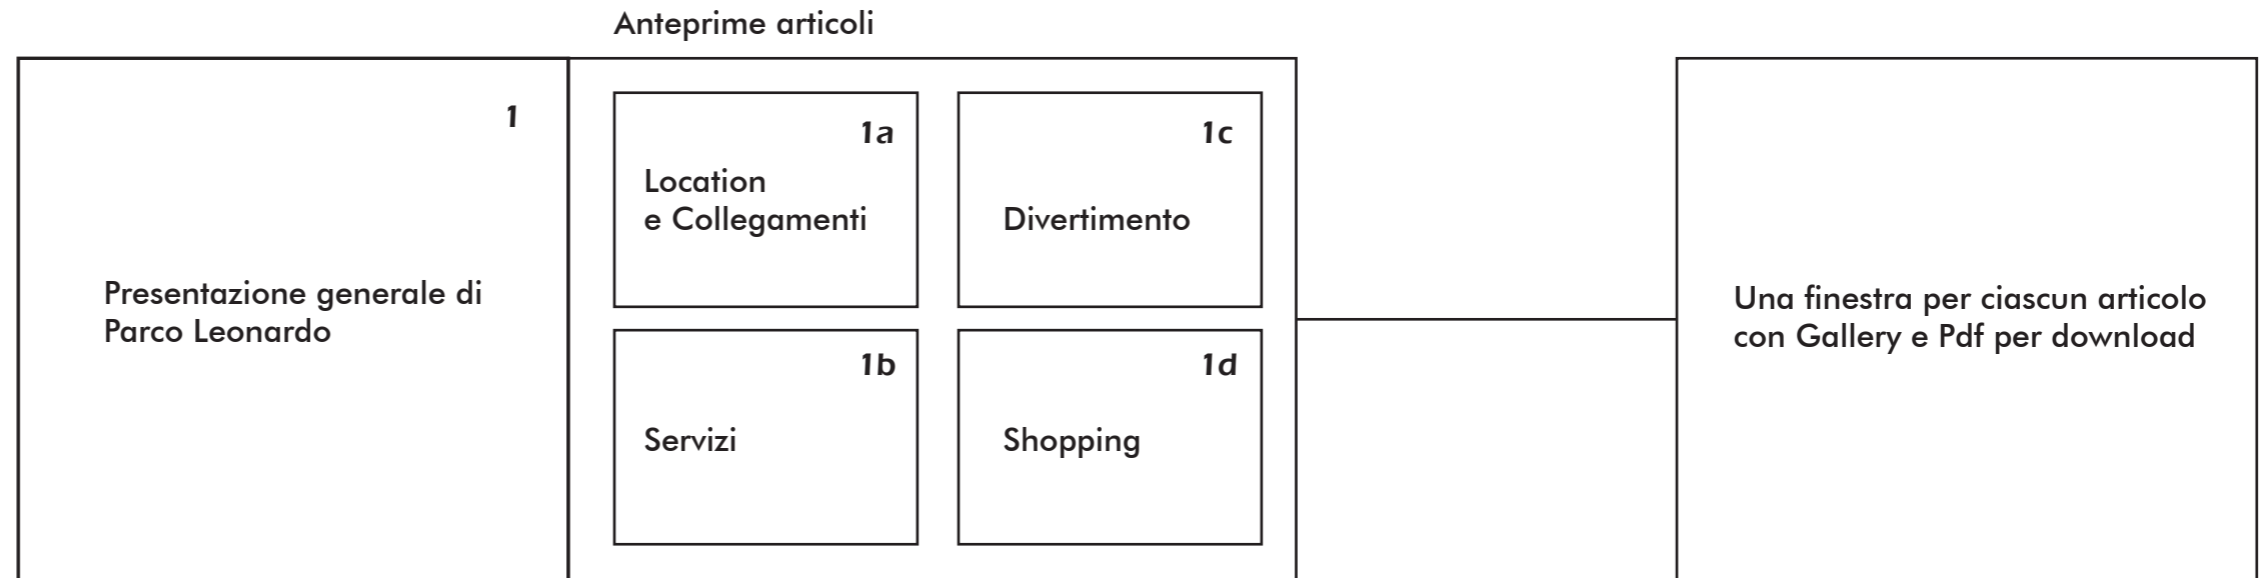 Anteprime articoli
1
Presentazione generale di
Parco Leonardo
1a
Location
e Collegamenti
1c
Divertimento
1b
Servizi
1d
Shopping
Una finestra per ciascun articolo
con Gallery e Pdf per download